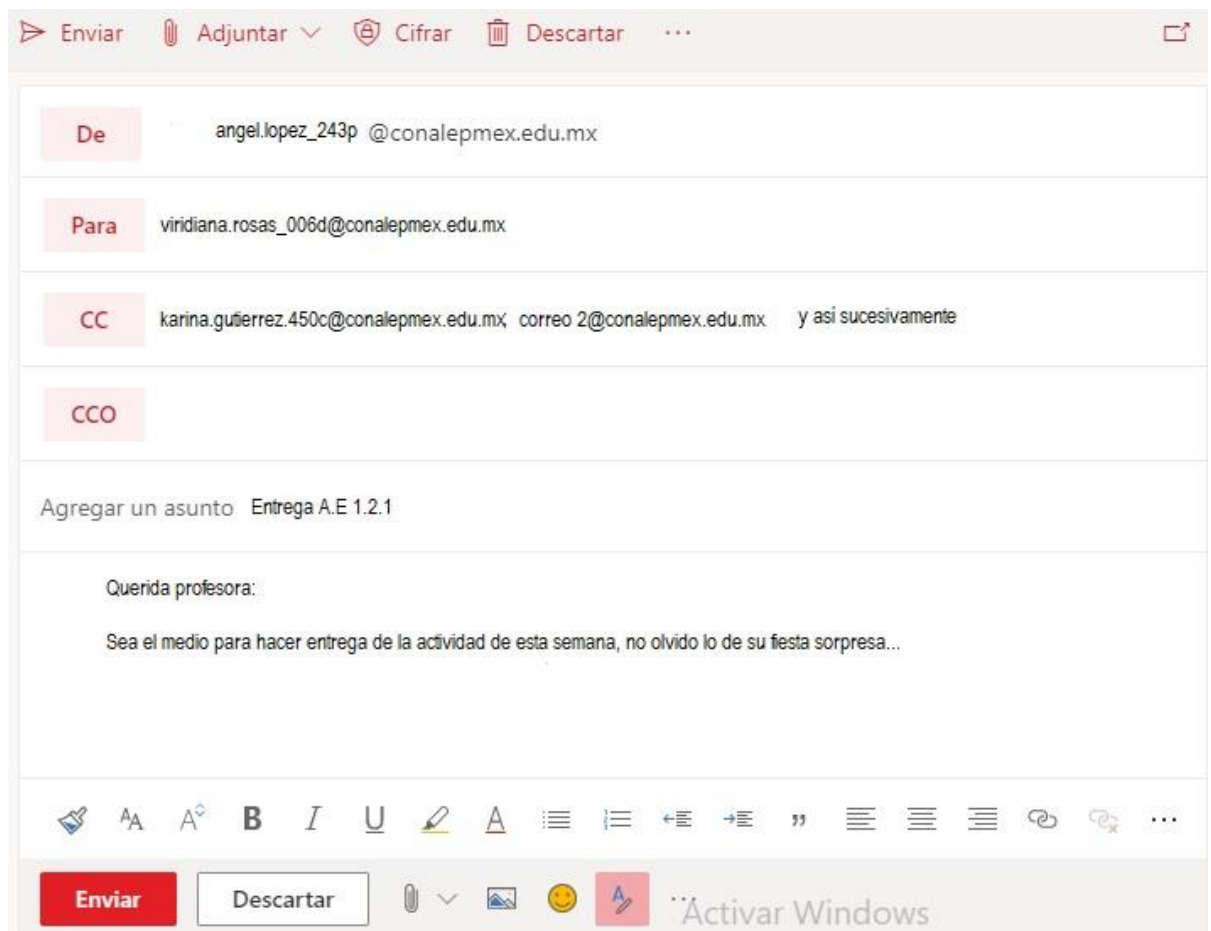 Enviar Adjuntar Cifrar Descartar ...
De angel.lopez_243p @conalepmex.edu.mx
Para viridiana.rosas_006d@conalepmex.edu.mx
CC karina.gutierrez.450c@conalepmex.edu.mx, correo 2@conalepmex.edu.mx y así sucesivamente
CCO
Agregar un asunto Entrega A.E 1.2.1
Querida profesora:
Sea el medio para hacer entrega de la actividad de esta semana, no olvido lo de su fiesta sorpresa...
Enviar Descartar ... Activar Windows